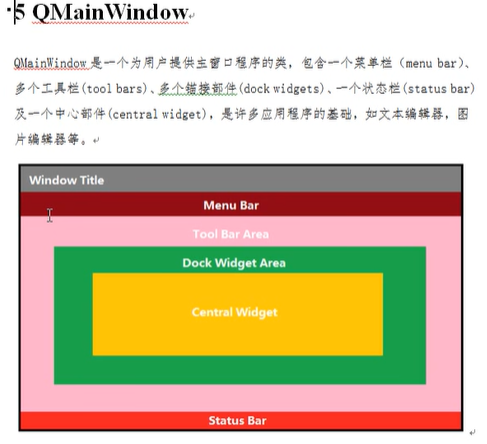 5 QMainWindow
QMainWindow 是一个为用户提供主窗口程序的类，包含一个菜单栏（menu bar）、
多个工具栏(tool bars)、多个锚接部件(dock widgets)、一个状态栏(status bar)
及一个中心部件(central widget)，是许多应用程序的基础，如文本编辑器，图
片编辑器等。
Window Title
Menu Bar
Tool Bar Area
Dock Widget Area
Central Widget
Status Bar